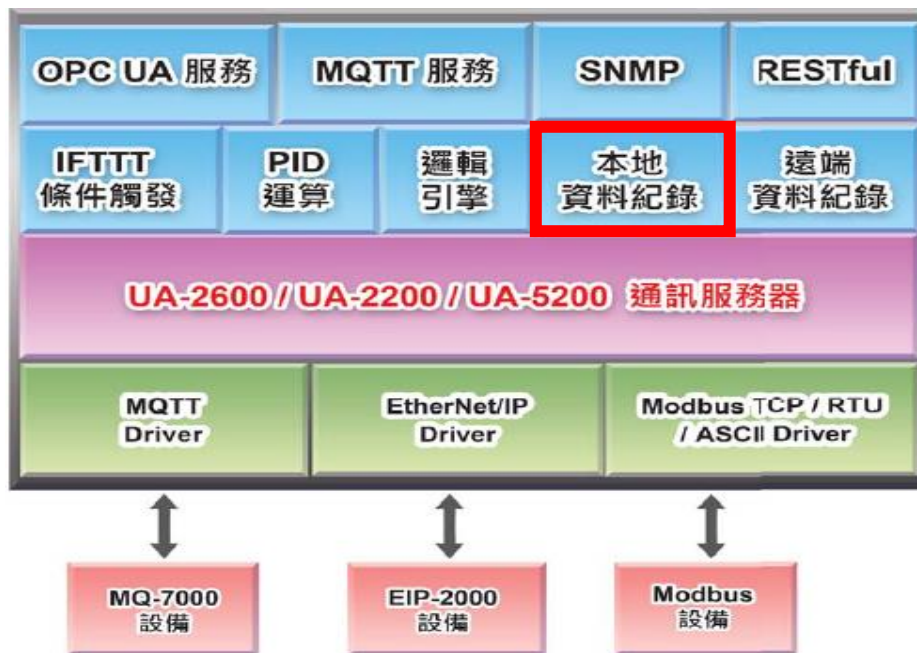 OPC UA 服務
MQTT 服務
SNMP
RESTful
IFTTT
條件觸發
PID
運算
邏輯
引擎
本地
資料紀錄
遠端
資料紀錄
UA-2600 / UA-2200 / UA-5200 通訊服務器
MQTT
Driver
EtherNet/IP
Driver
Modbus TCP / RTU
/ ASCII Driver
MQ-7000
設備
EIP-2000
設備
Modbus
設備